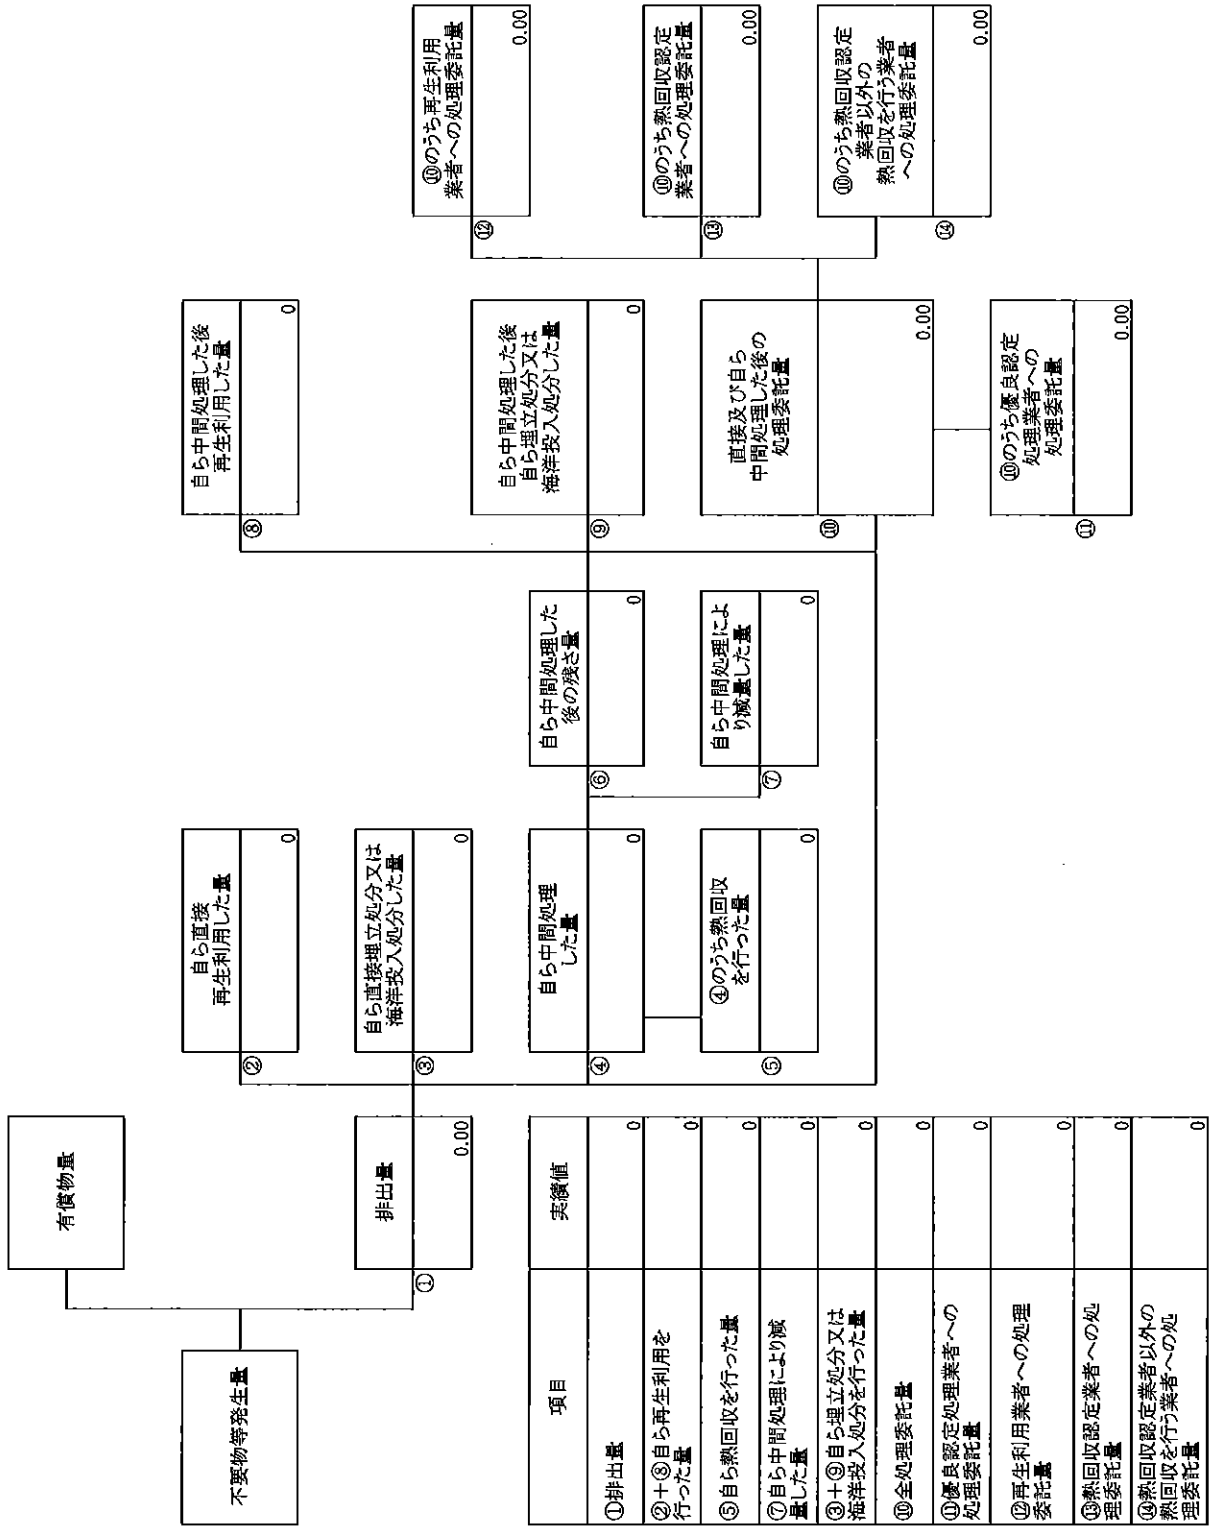 不要物等発生量
有償物量
①
排出量
0.00
②
自ら直接
再生利用した量
0
③
自ら直接埋立処分又は
海洋投入処分した量
0
④
自ら中間処理
した量
0
⑤
④のうち熱回収
を行った量
0
⑥
自ら中間処理した
後の残さ量
0
⑦
自ら中間処理によ
り減量した量
0
⑧
自ら中間処理した後
再生利用した量
0
⑨
自ら中間処理した後
自ら埋立処分又は
海洋投入処分した量
0
⑩
直接及び自ら
中間処理した後の
処理委託量
0.00
⑪
⑩のうち優良認定
処理業者への
処理委託量
0.00
⑫
⑩のうち再生利用
業者への処理委託量
0.00
⑬
⑩のうち熱回収認定
業者への処理委託量
0.00
⑭
⑩のうち熱回収認定
業者以外の
熱回収を行う業者
への処理委託量
0.00
項目 実績値
①排出量 0
②+⑧自ら再生利用を
行った量 0
⑤自ら熱回収を行った量 0
⑦自ら中間処理により減
量した量 0
③+⑨自ら埋立処分又は
海洋投入処分を行った量 0
⑩全処理委託量 0
⑪優良認定処理業者への
処理委託量 0
⑫再生利用業者への処理
委託量 0
⑬熱回収認定業者への処
理委託量 0
⑭熱回収認定業者以外の
熱回収を行う業者への処
理委託量 0